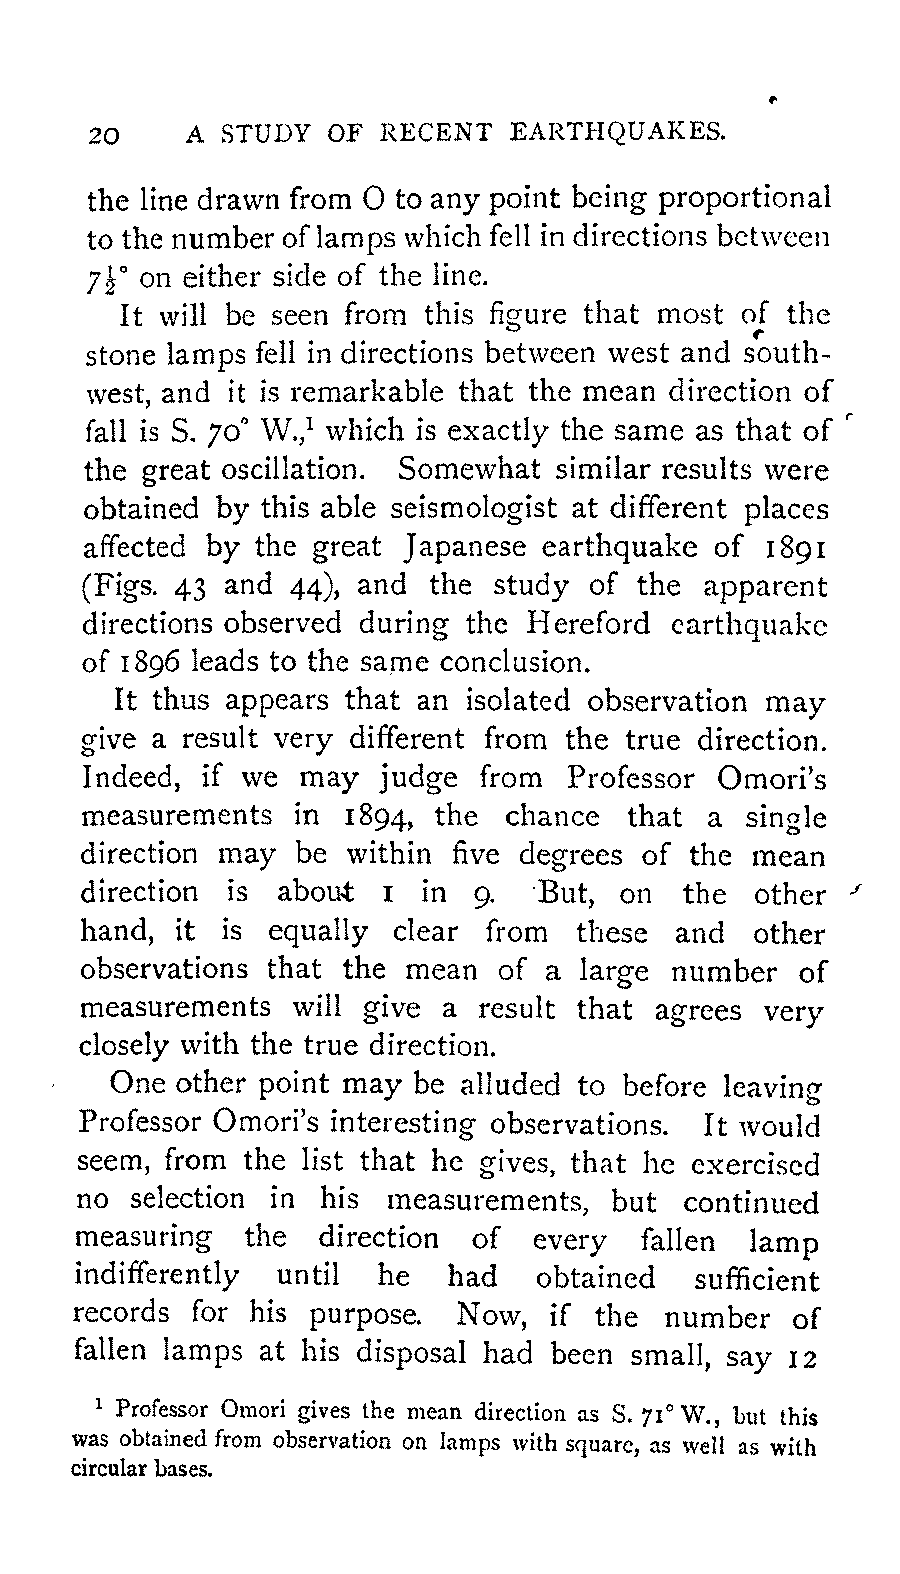 20 A STUDY OF RECENT EARTHQUAKES.
the line drawn from O to any point being proportional
to the number of lamps which fell in directions between
7½° on either side of the line.
It will be seen from this figure that most of the
stone lamps fell in directions between west and south-
west, and it is remarkable that the mean direction of
fall is S. 70° W.,¹ which is exactly the same as that of
the great oscillation. Somewhat similar results were
obtained by this able seismologist at different places
affected by the great Japanese earthquake of 1891
(Figs. 43 and 44), and the study of the apparent
directions observed during the Hereford earthquake
of 1896 leads to the same conclusion.
It thus appears that an isolated observation may
give a result very different from the true direction.
Indeed, if we may judge from Professor Omori's
measurements in 1894, the chance that a single
direction may be within five degrees of the mean
direction is about 1 in 9. But, on the other
hand, it is equally clear from these and other
observations that the mean of a large number of
measurements will give a result that agrees very
closely with the true direction.
One other point may be alluded to before leaving
Professor Omori's interesting observations. It would
seem, from the list that he gives, that he exercised
no selection in his measurements, but continued
measuring the direction of every fallen lamp
indifferently until he had obtained sufficient
records for his purpose. Now, if the number of
fallen lamps at his disposal had been small, say 12
¹ Professor Omori gives the mean direction as S. 71° W., but this
was obtained from observation on lamps with square, as well as with
circular bases.